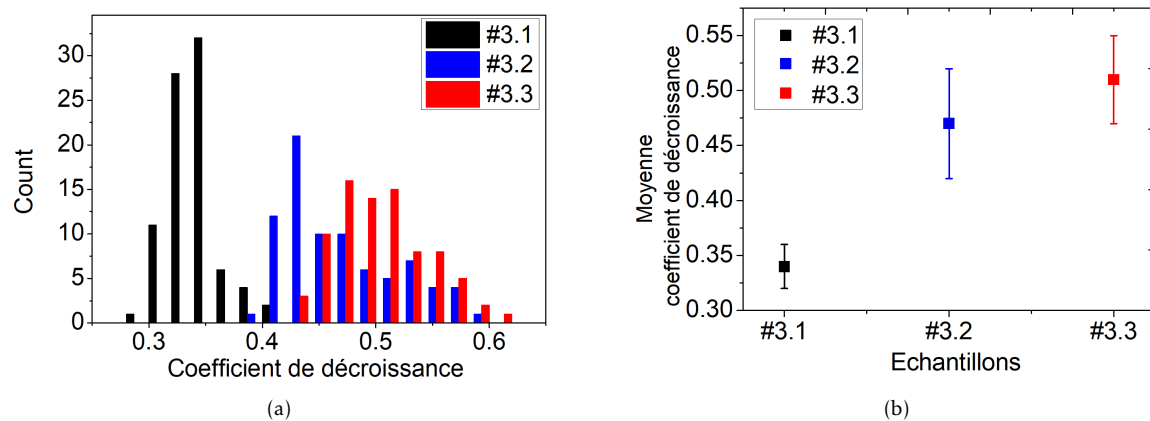 #3.1
#3.2
#3.3
30
25
20
15
10
5
0
Count
0.3 0.4 0.5 0.6
Coefficient de décroissance
(a)
#3.1
#3.2
#3.3
0.55
0.50
0.45
0.40
0.35
0.30
Moyenne
coefficient de décroissance
#3.1 #3.2 #3.3
Echantillons
(b)